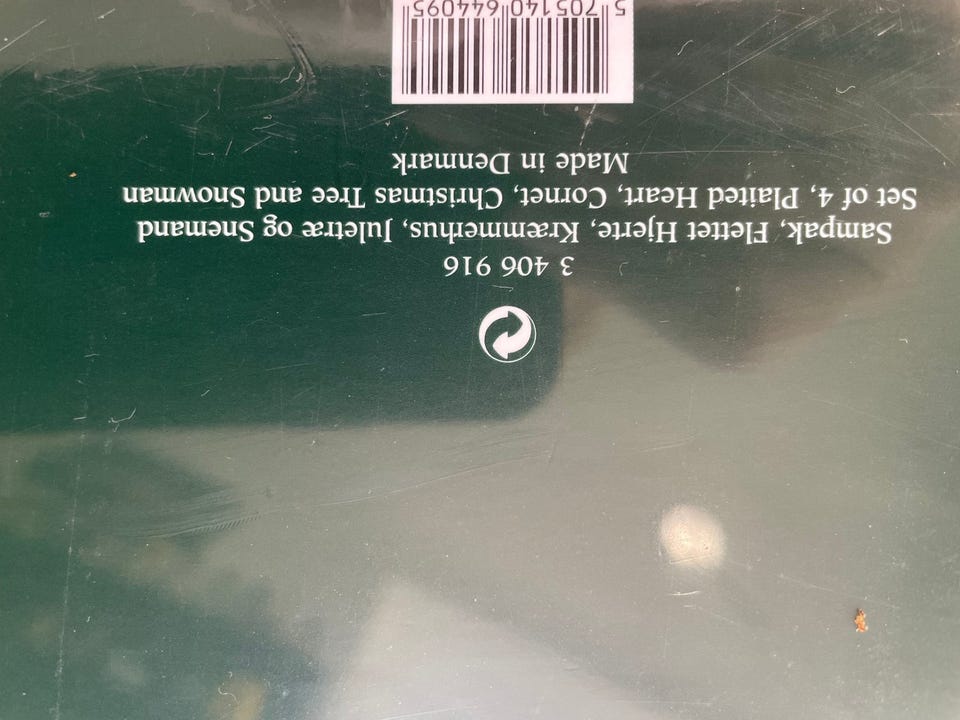 3 406 916
Sampak, Flettet Hjerte, Kræmmerhus, Juletræ og Snemand
Set of 4, Plaited Heart, Cornet, Christmas Tree and Snowman
Made in Denmark
5 705140 644095